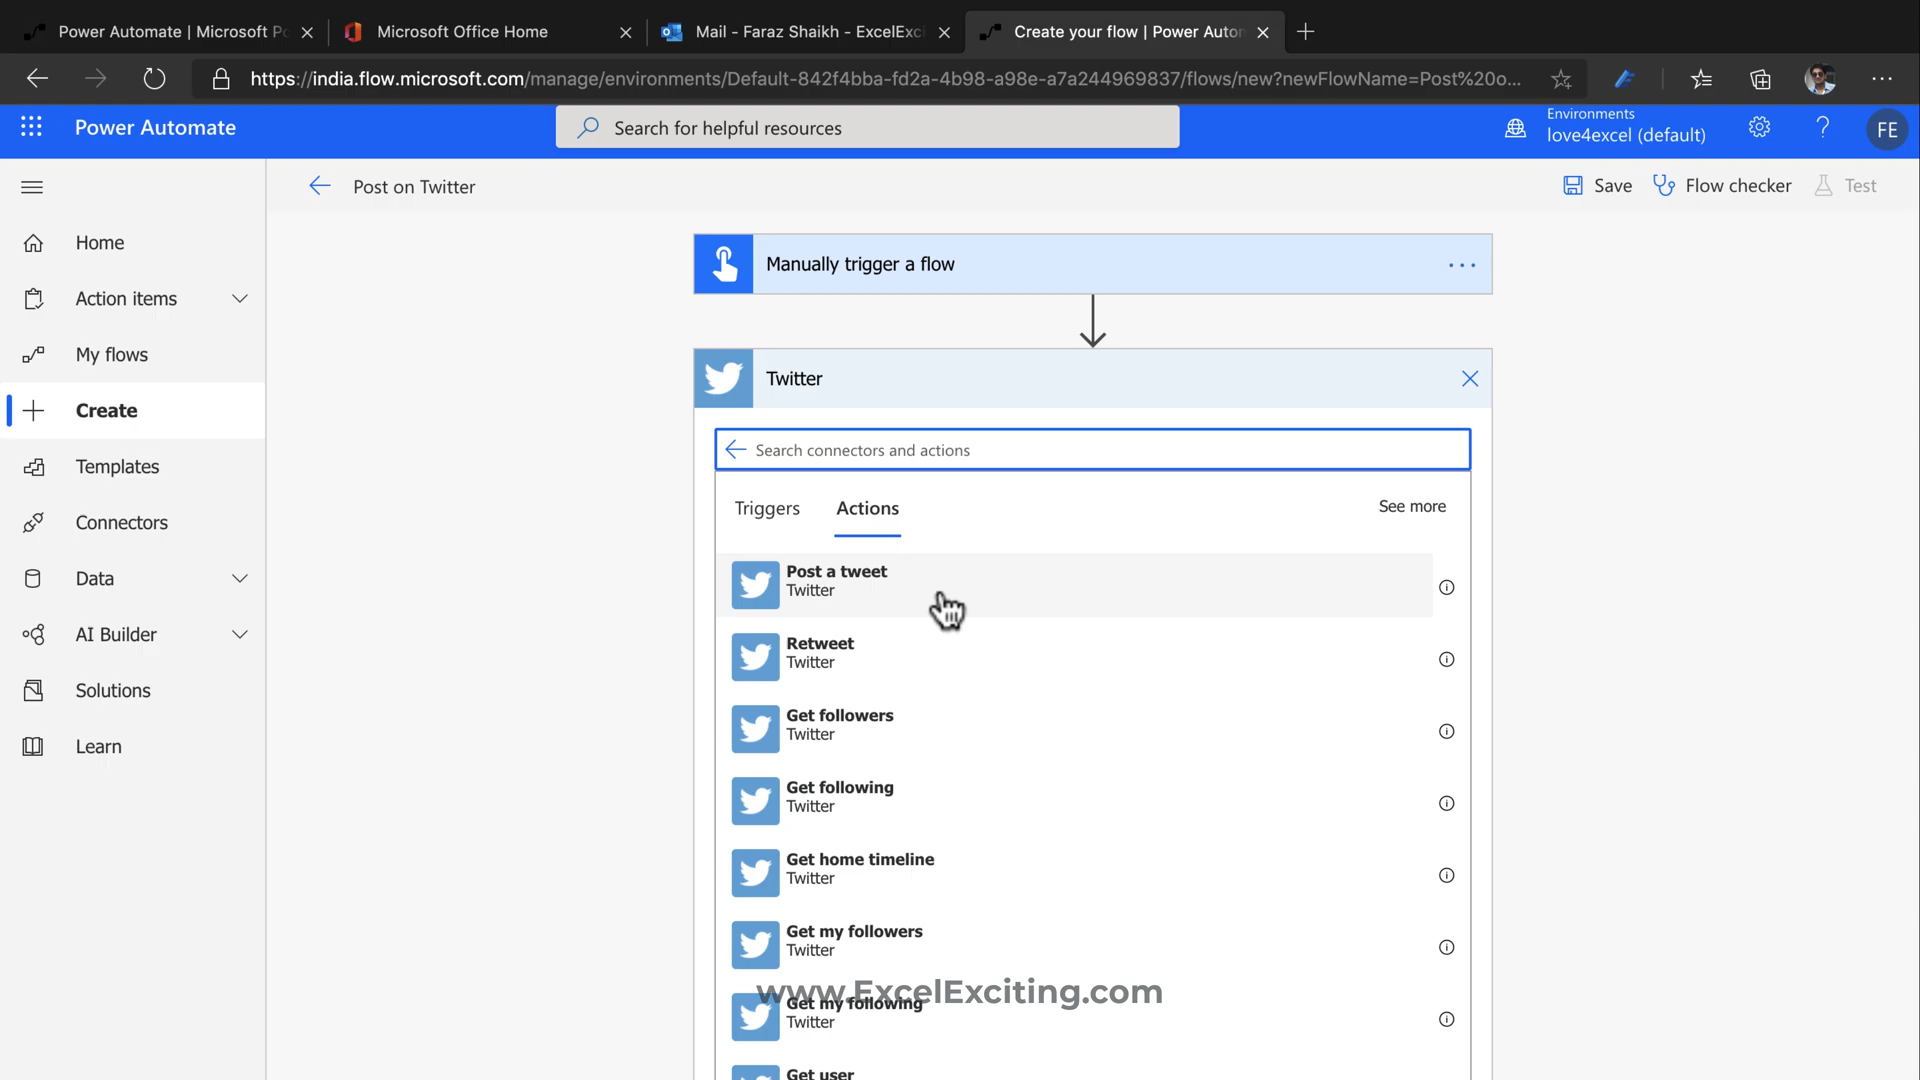 Power Automate | Microsoft Po
Microsoft Office Home
Mail - Faraz Shaikh - ExcelExci
Create your flow | Power Autom
https://india.flow.microsoft.com/manage/environments/Default-842f4bba-fd2a-4b98-a98e-a7a244969837/flows/new?newFlowName=Post%20o...
Power Automate
Search for helpful resources
Environments
love4excel (default)
FE
Post on Twitter
Save
Flow checker
Test
Home
Action items
My flows
Create
Templates
Connectors
Data
AI Builder
Solutions
Learn
Manually trigger a flow
Twitter
Search connectors and actions
Triggers
Actions
See more
Post a tweet
Twitter
Retweet
Twitter
Get followers
Twitter
Get following
Twitter
Get home timeline
Twitter
Get my followers
Twitter
www.ExcelExciting.com
Get my following
Twitter
Get user